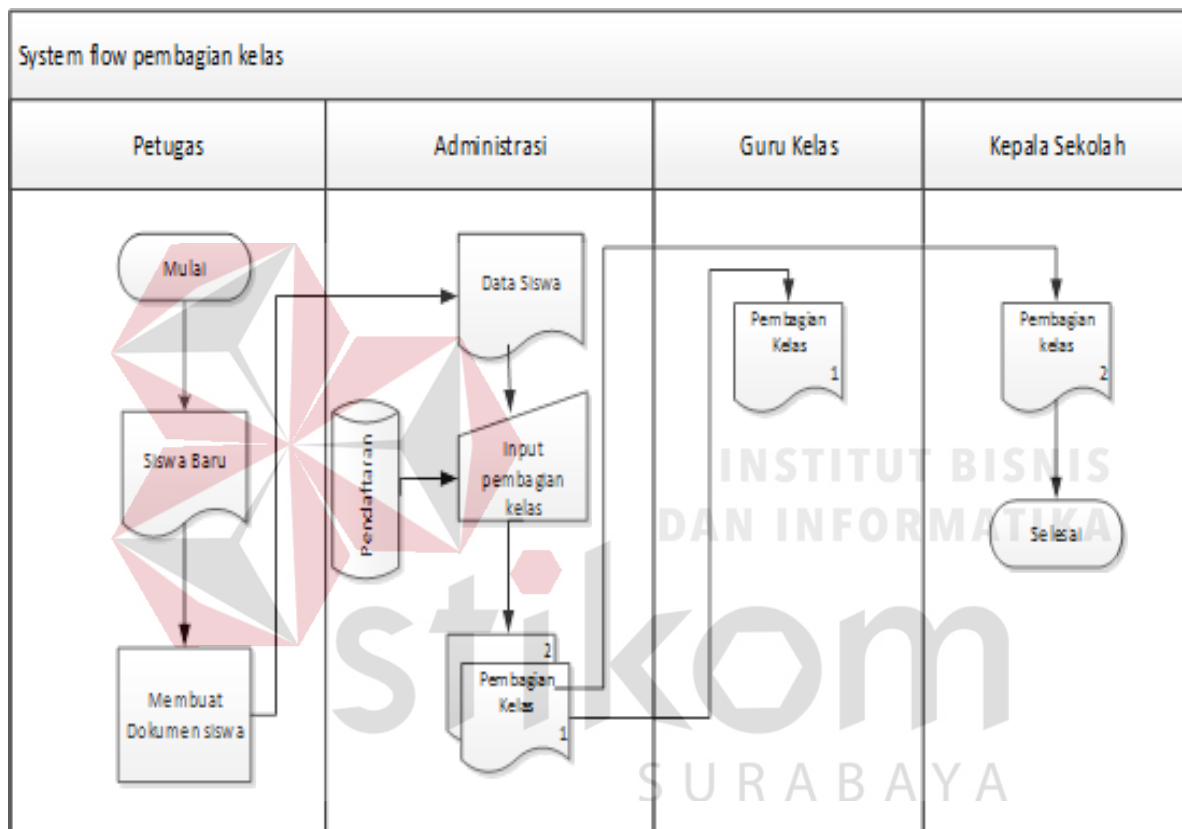 System flow pembagian kelas
Petugas
Administrasi
Guru Kelas
Kepala Sekolah
Mulai
Siswa Baru
Membuat
Dokumen siswa
Data Siswa
Pendaftaran
Input
pembagian
kelas
2
Pembagian
Kelas
1
Pembagian
Kelas
1
Pembagian
kelas
2
Selesai
INSTITUT BISNIS
DAN INFORMATIKA
stikom
SURABAYA